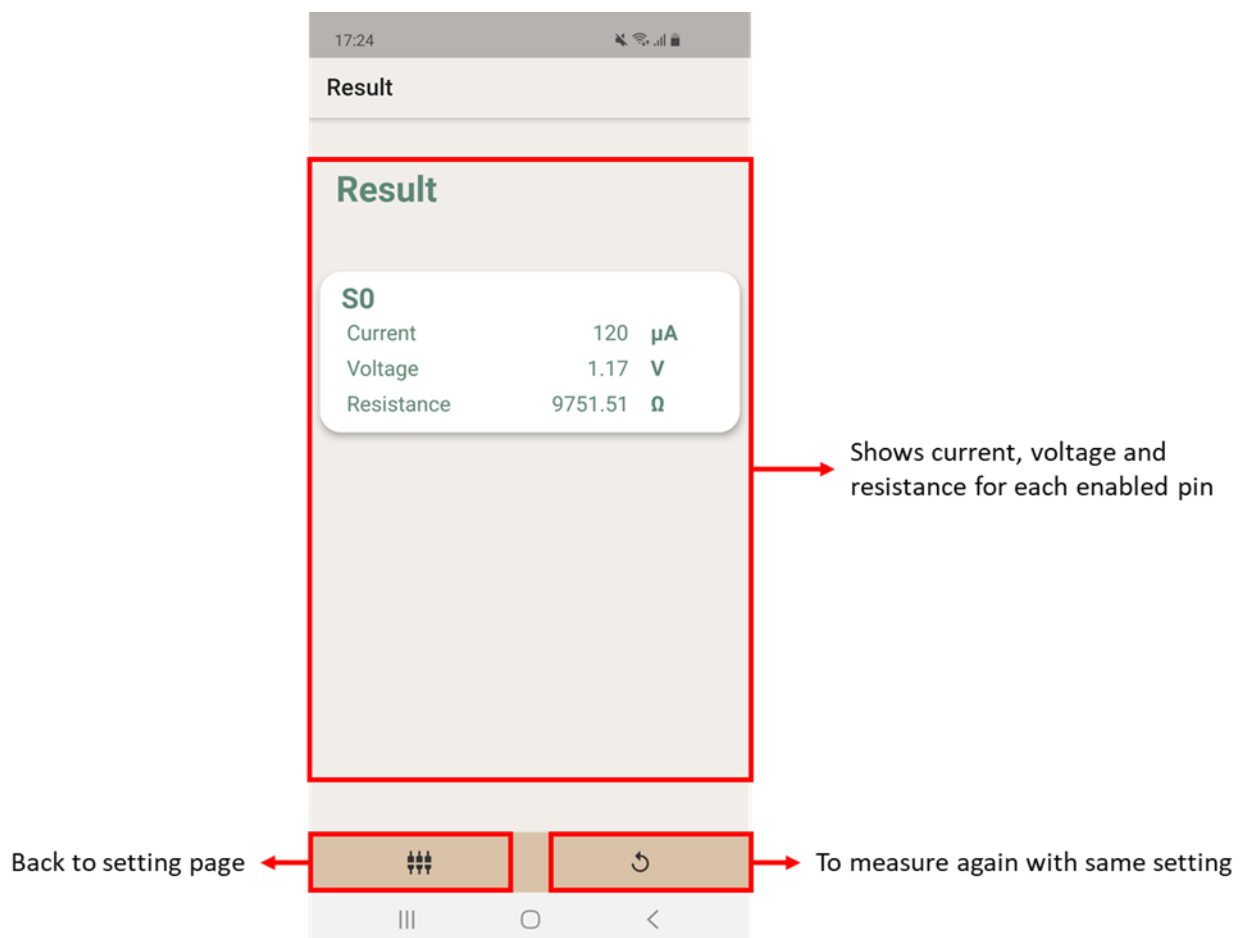 17:24
Result
Result
S0
Current 120 µA
Voltage 1.17 V
Resistance 9751.51 Ω
Shows current, voltage and
resistance for each enabled pin
Back to setting page
To measure again with same setting